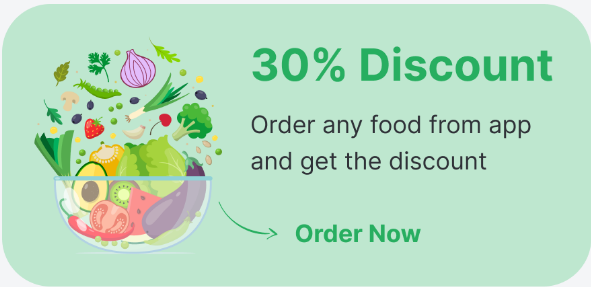 30% Discount
Order any food from app
and get the discount
Order Now